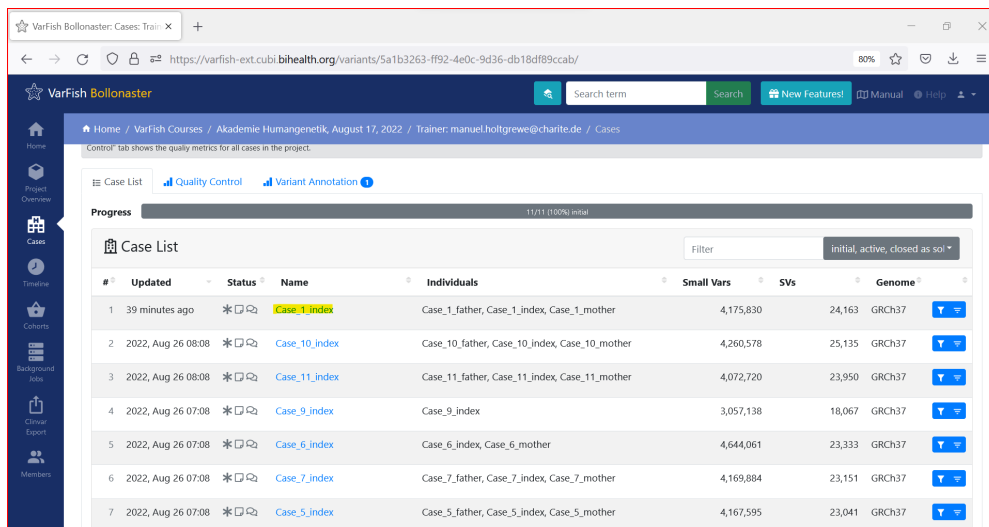 VarFish Bollonaster: Cases: Train
https://varfish-ext.cubi.bihealth.org/variants/5a1b3263-ff92-4e0c-9d36-db18df89ccab/ 80%
VarFish Bollonaster Search term Search New Features! Manual Help
Home / VarFish Courses / Akademie Humangenetik, August 17, 2022 / Trainer: manuel.holtgrewe@charite.de / Cases
Home
Project Overview
Cases
Timeline
Cohorts
Background Jobs
Clinvar Export
Members
Control" tab shows the qualiy metrics for all cases in the project.
Case List Quality Control Variant Annotation 1
Progress 11/11 (100%) initial
Case List Filter initial, active, closed as sol
# Updated Status Name Individuals Small Vars SVs Genome
1 39 minutes ago Case_1_index Case_1_father, Case_1_index, Case_1_mother 4,175,830 24,163 GRCh37
2 2022, Aug 26 08:08 Case_10_index Case_10_father, Case_10_index, Case_10_mother 4,260,578 25,135 GRCh37
3 2022, Aug 26 08:08 Case_11_index Case_11_father, Case_11_index, Case_11_mother 4,072,720 23,950 GRCh37
4 2022, Aug 26 07:08 Case_9_index Case_9_index 3,057,138 18,067 GRCh37
5 2022, Aug 26 07:08 Case_6_index Case_6_index, Case_6_mother 4,644,061 23,333 GRCh37
6 2022, Aug 26 07:08 Case_7_index Case_7_father, Case_7_index, Case_7_mother 4,169,884 23,151 GRCh37
7 2022, Aug 26 07:08 Case_5_index Case_5_father, Case_5_index, Case_5_mother 4,167,595 23,041 GRCh37